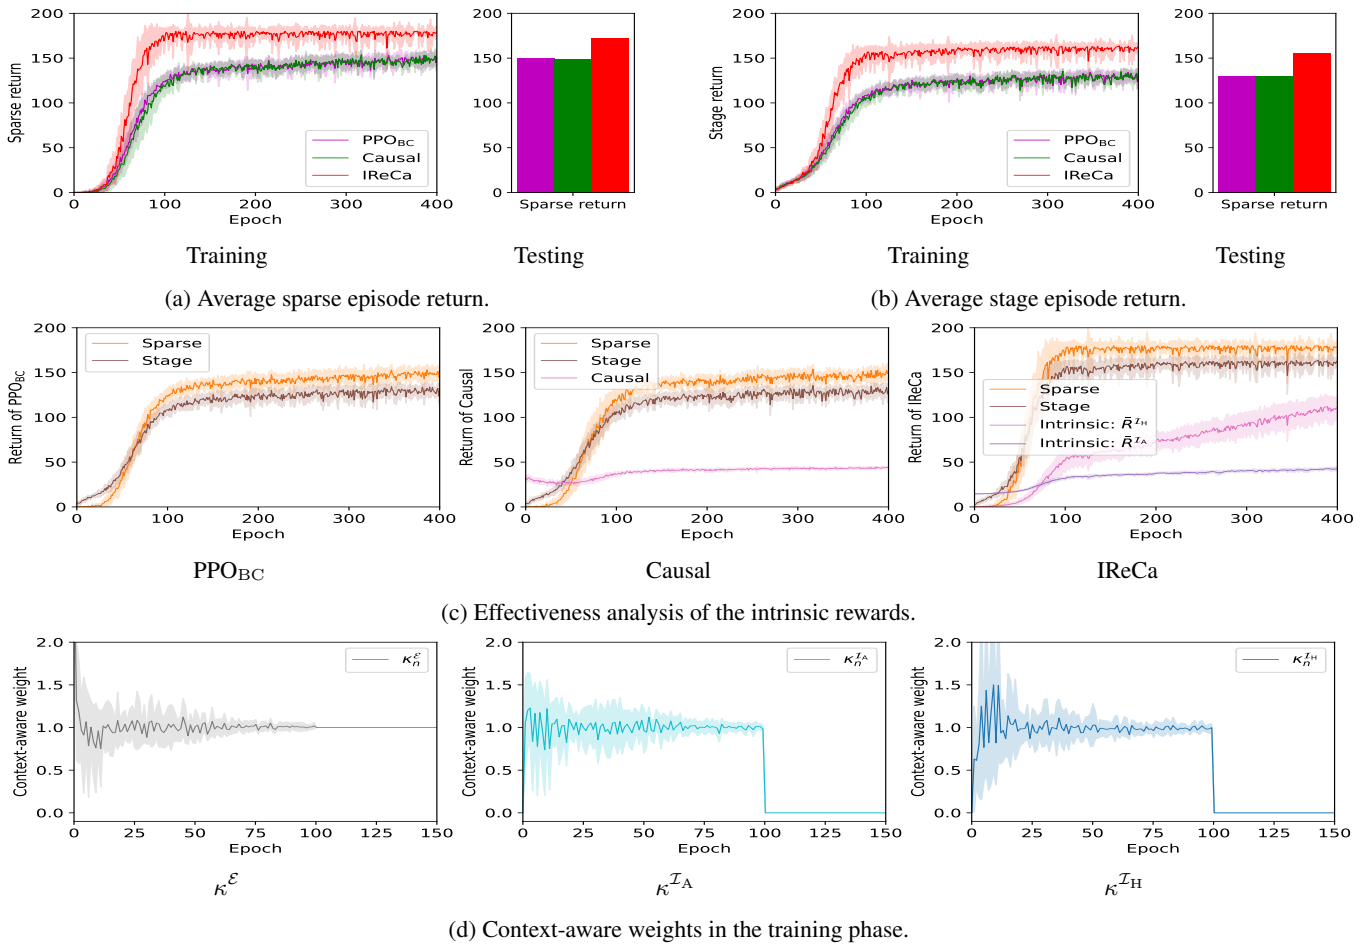 200
150
100
50
0
Sparse return
PPO_BC
Causal
IReCa
0 100 200 300 400
Epoch
Training
200
150
100
50
0
Sparse return
Testing
(a) Average sparse episode return.
200
150
100
50
0
Stage return
PPO_BC
Causal
IReCa
0 100 200 300 400
Epoch
Training
200
150
100
50
0
Sparse return
Testing
(b) Average stage episode return.
200
150
100
50
0
Return of PPO_BC
Sparse
Stage
0 100 200 300 400
Epoch
PPO_BC
200
150
100
50
0
Return of Causal
Sparse
Stage
Causal
0 100 200 300 400
Epoch
Causal
200
150
100
50
0
Return of IReCa
Sparse
Stage
Intrinsic: R̄^{I_H}
Intrinsic: R̄^{I_A}
0 100 200 300 400
Epoch
IReCa
(c) Effectiveness analysis of the intrinsic rewards.
2.0
1.5
1.0
0.5
0.0
Context-aware weight
κ_n^ℰ
0 25 50 75 100 125 150
Epoch
κ^ℰ
2.0
1.5
1.0
0.5
0.0
Context-aware weight
κ_n^{I_A}
0 25 50 75 100 125 150
Epoch
κ^{I_A}
2.0
1.5
1.0
0.5
0.0
Context-aware weight
κ_n^{I_H}
0 25 50 75 100 125 150
Epoch
κ^{I_H}
(d) Context-aware weights in the training phase.